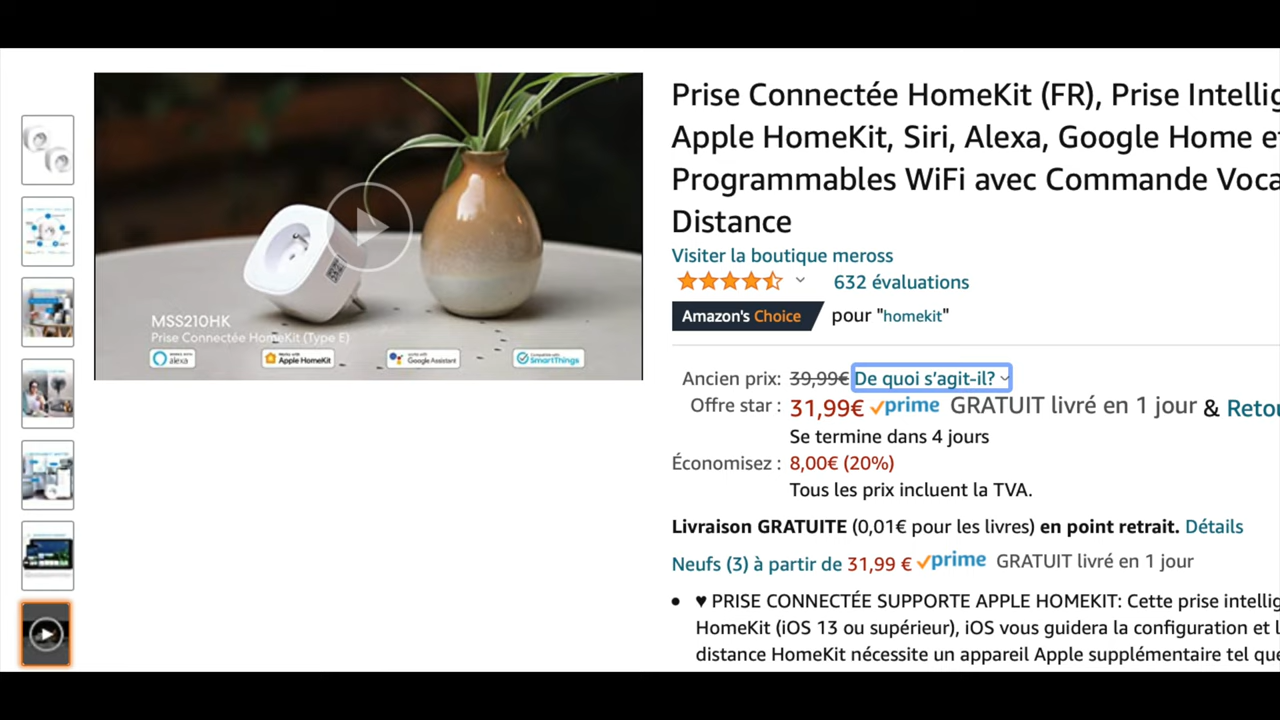 MSS210HK
Prise Connectée HomeKit (Type E)
alexa
Apple HomeKit
Google Assistant
SmartThings
Prise Connectée HomeKit (FR), Prise
Apple HomeKit, Siri, Alexa, Google Home
Programmables WiFi avec Commande
Distance
Visiter la boutique meross
632 évaluations
Amazon's Choice pour "homekit"
Ancien prix: 39,99€ De quoi s'agit-il?
Offre star : 31,99€ prime GRATUIT livré en 1 jour &
Se termine dans 4 jours
Économisez : 8,00€ (20%)
Tous les prix incluent la TVA.
Livraison GRATUITE (0,01€ pour les livres) en point retrait. Détails
Neufs (3) à partir de 31,99 € prime GRATUIT livré en 1 jour
• ♥ PRISE CONNECTÉE SUPPORTE APPLE HOMEKIT: Cette prise
HomeKit (iOS 13 ou supérieur), iOS vous guidera la configuration et
distance HomeKit nécessite un appareil Apple supplémentaire tel